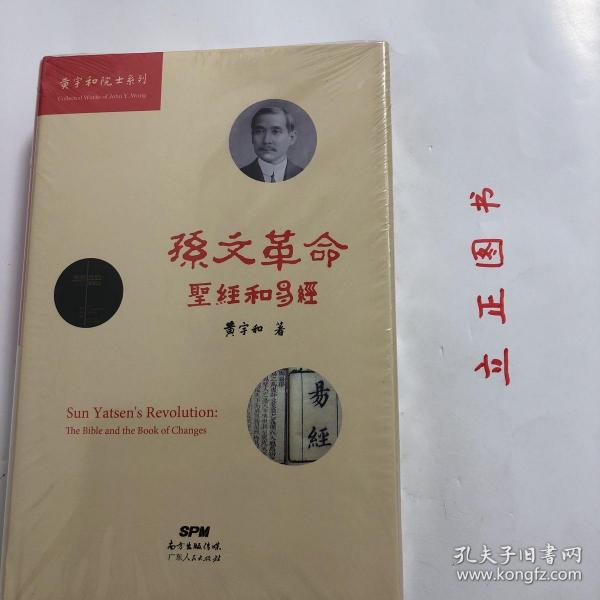 黄宇和院士系列
Collected Works of John Y. Wong
孫文革命
聖經和易經
黄宇和 著
Sun Yatsen's Revolution:
The Bible and the Book of Changes
易經
SPM
南方出版传媒
广东人民出版社
立正图书
孔夫子旧书网
www.kongfz.com